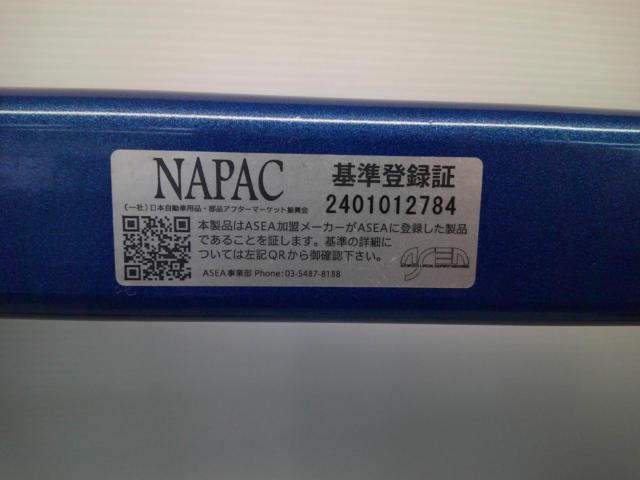 NAPAC
基準登録証
(一社)日本自動車用品・部品アフターマーケット振興会
2401012784
本製品はASEA加盟メーカーがASEAに登録した製品
であることを証します。基準の詳細に
ついては左記QRから御確認下さい。
ASEA
ASEA事業部 Phone:03-5487-8188